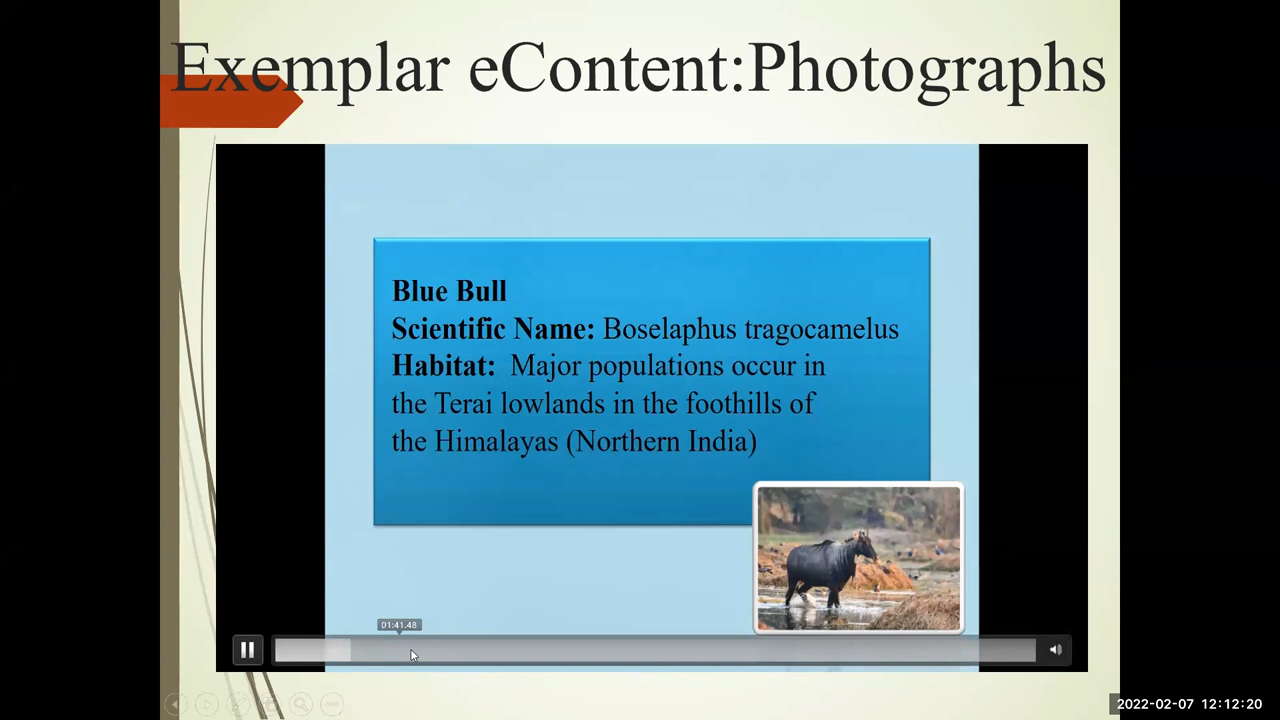 Exemplar eContent:Photographs
Blue Bull
Scientific Name: Boselaphus tragocamelus
Habitat: Major populations occur in
the Terai lowlands in the foothills of
the Himalayas (Northern India)
01:41.48
2022-02-07 12:12:20